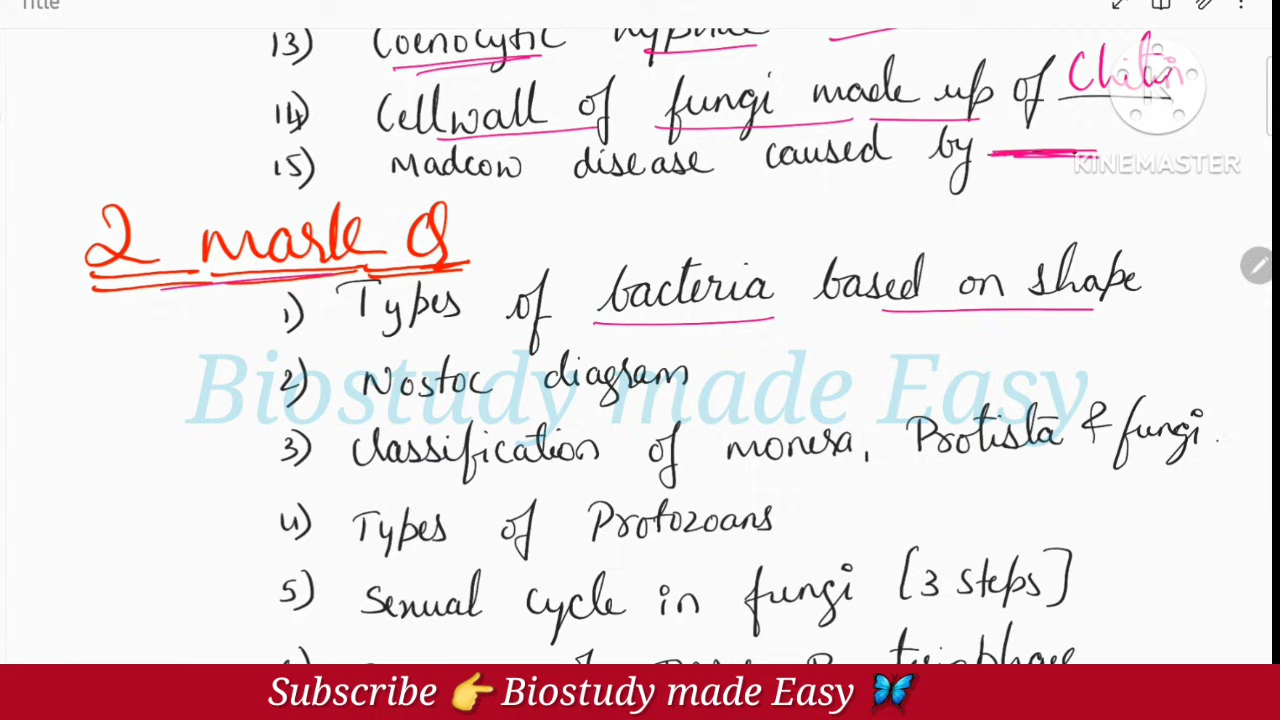 Title
13) Coenocytic hyphae
14) Cellwall of fungi made up of Chitin
15) Madcow disease caused by
KINEMASTER
2 mark Q
1) Types of bacteria based on shape
2) Nostoc diagram
Biostudy made Easy
3) Classification of monera, Protista & fungi.
4) Types of Protozoans
5) Sexual cycle in fungi [3 steps]
Subscribe 👉 Biostudy made Easy 🦋